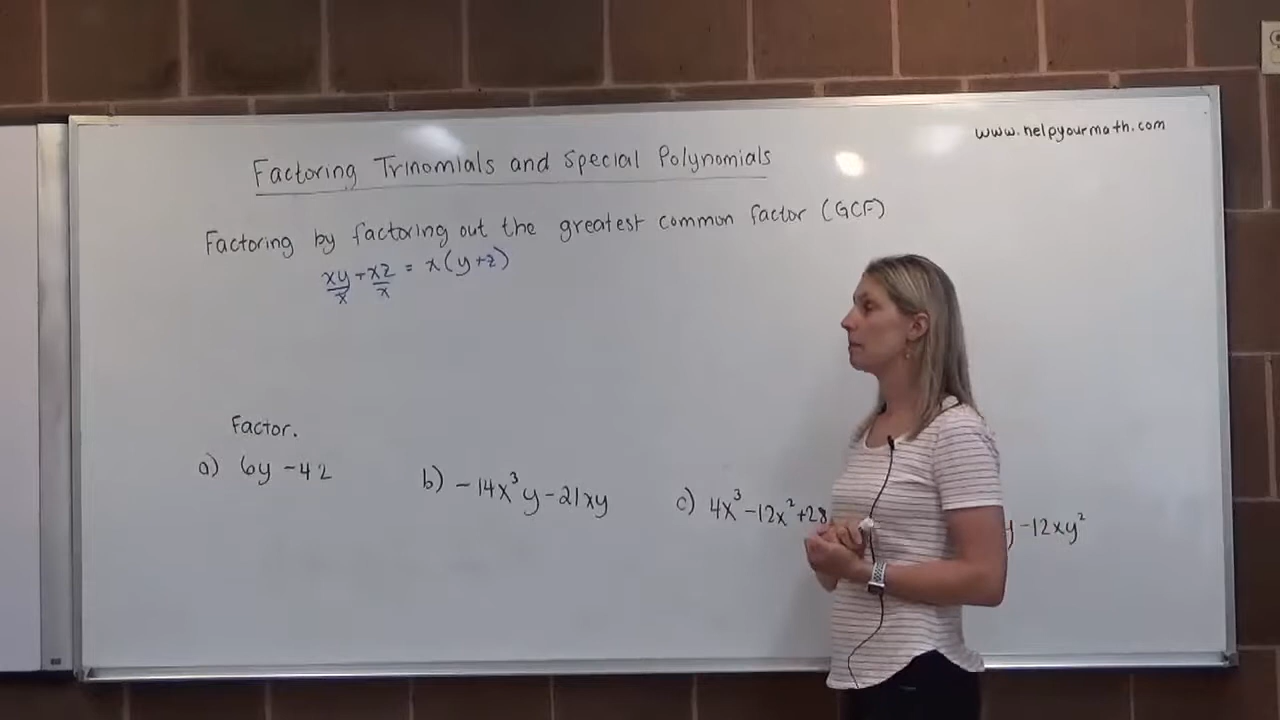 www.helpyourmath.com
Factoring Trinomials and Special Polynomials
Factoring by factoring out the greatest common factor (GCF)
xy/x + xz/x = x(y+z)
Factor.
a) 6y - 42
b) -14x³y - 21xy
c) 4x³ - 12x² + 28
y - 12xy²